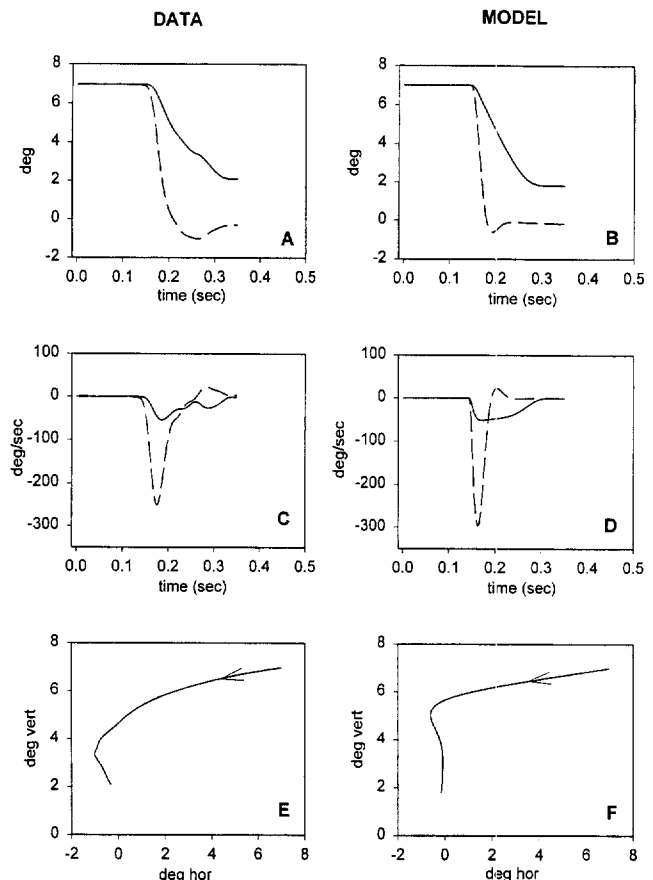 DATA
MODEL
8
6
4
2
0
-2
deg
A
0.0 0.1 0.2 0.3 0.4 0.5
time (sec)
8
6
4
2
0
-2
deg
B
0.0 0.1 0.2 0.3 0.4 0.5
time (sec)
100
0
-100
-200
-300
deg/sec
C
0.0 0.1 0.2 0.3 0.4 0.5
time (sec)
100
0
-100
-200
-300
deg/sec
D
0.0 0.1 0.2 0.3 0.4 0.5
time (sec)
8
6
4
2
0
deg vert
E
-2 0 2 4 6 8
deg hor
8
6
4
2
0
deg vert
F
-2 0 2 4 6 8
deg hor